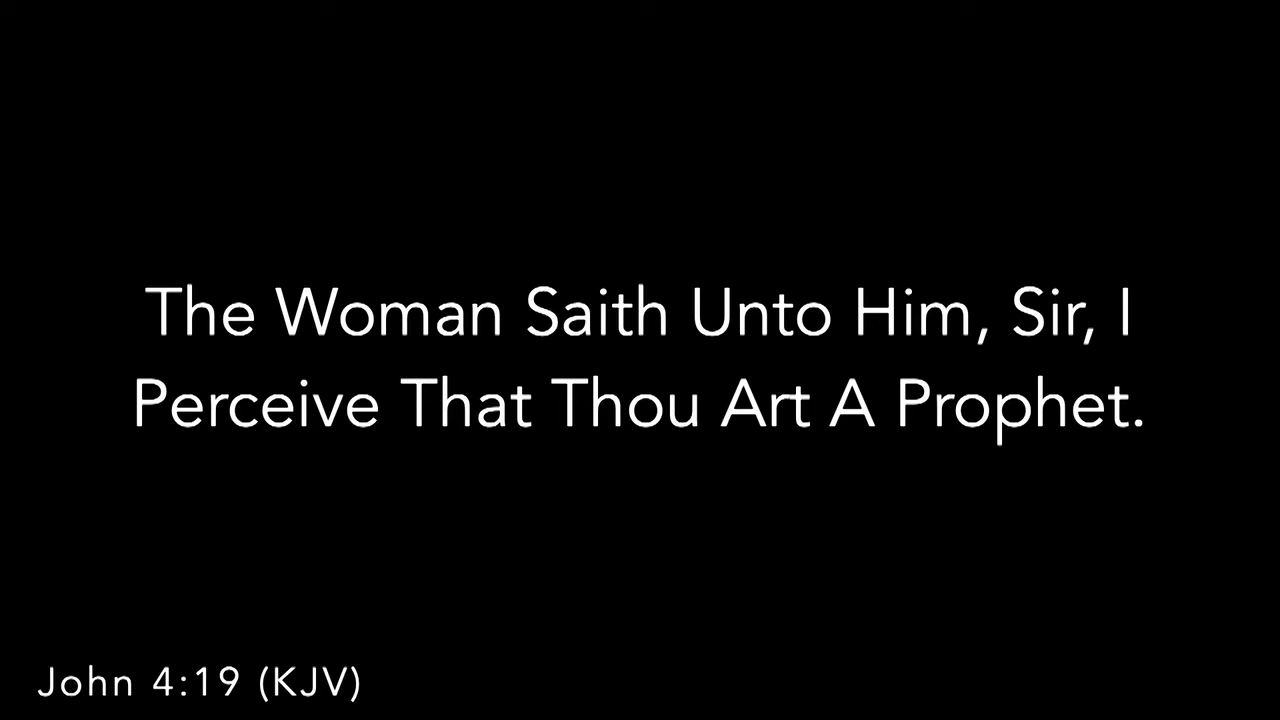 The Woman Saith Unto Him, Sir, I
Perceive That Thou Art A Prophet.
John 4:19 (KJV)